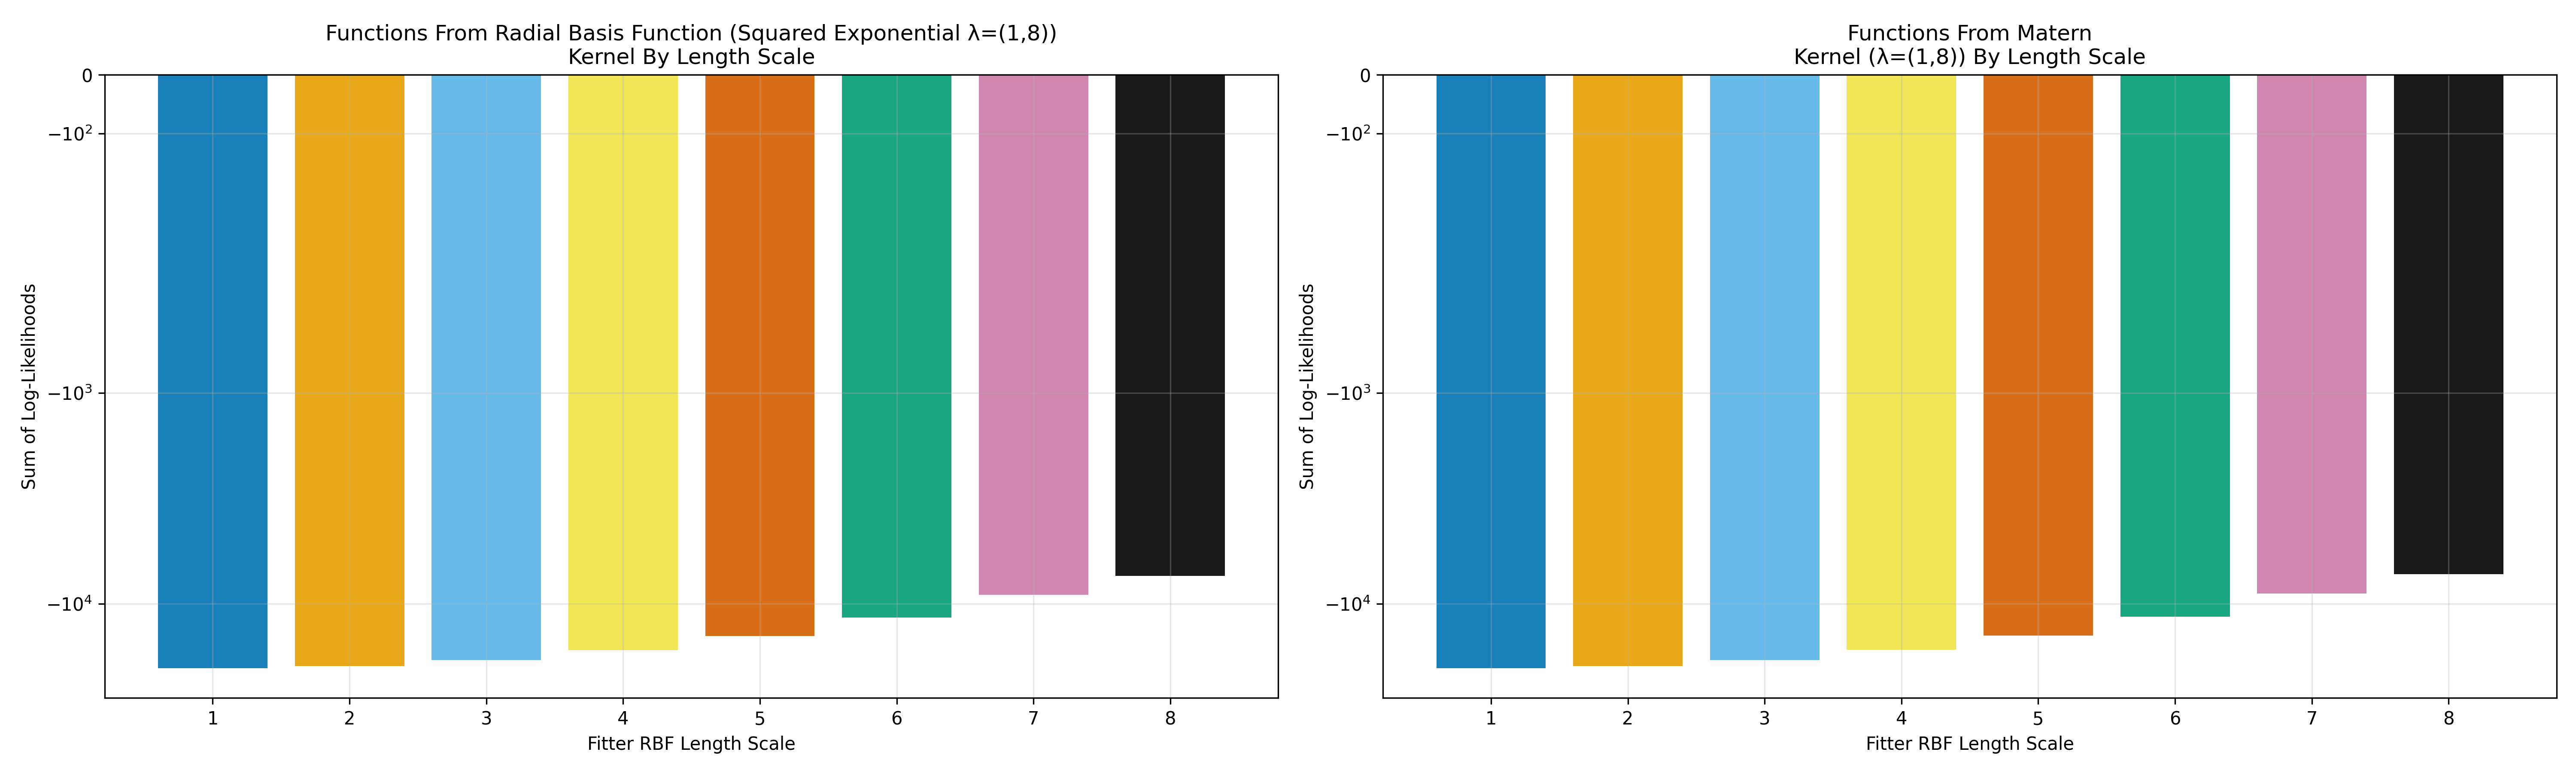 Functions From Radial Basis Function (Squared Exponential λ=(1,8))
Kernel By Length Scale
0
−10²
−10³
−10⁴
Sum of Log-Likelihoods
1 2 3 4 5 6 7 8
Fitter RBF Length Scale
Functions From Matern
Kernel (λ=(1,8)) By Length Scale
0
−10²
−10³
−10⁴
Sum of Log-Likelihoods
1 2 3 4 5 6 7 8
Fitter RBF Length Scale